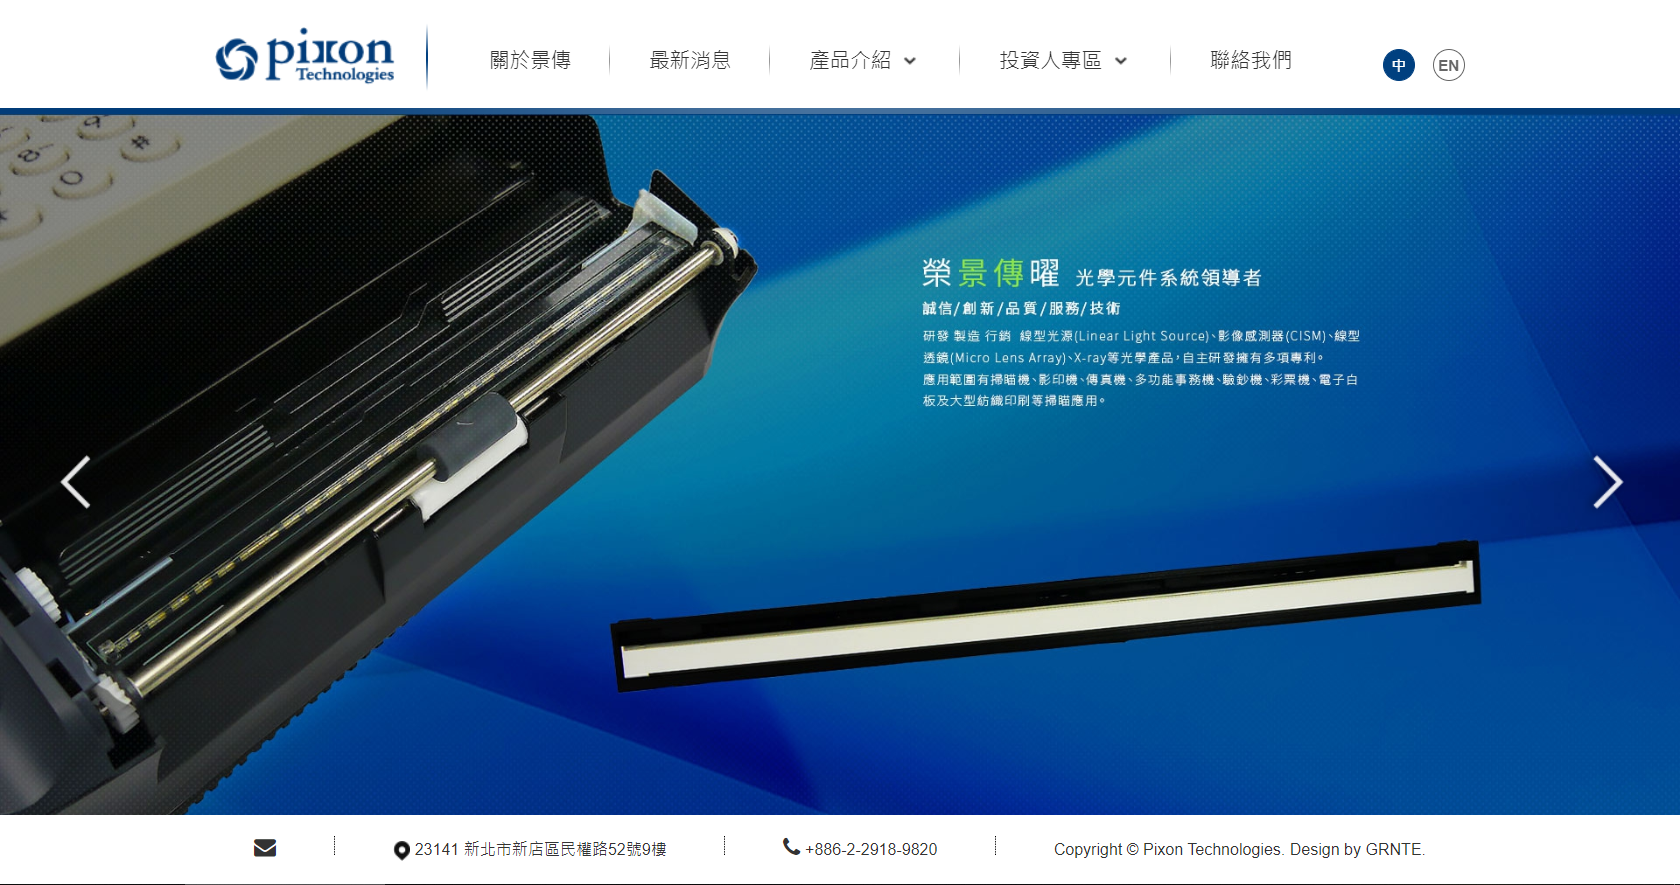 pixon
Technologies
關於景傳
最新消息
產品介紹
投資人專區
聯絡我們
中
EN
榮景傳曜 光學元件系統領導者
誠信/創新/品質/服務/技術
研發 製造 行銷 線型光源(Linear Light Source)、影像感測器(CISM)、線型
透鏡(Micro Lens Array)、X-ray等光學產品，自主研發擁有多項專利。
應用範圍有掃瞄機、影印機、傳真機、多功能事務機、驗鈔機、彩票機、電子白
板及大型紡織印刷等掃瞄應用。
23141 新北市新店區民權路52號9樓
+886-2-2918-9820
Copyright © Pixon Technologies. Design by GRNTE.